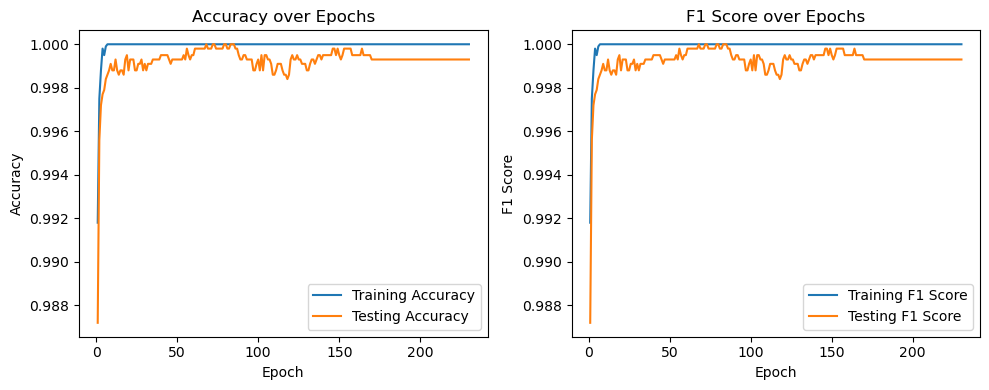 Accuracy over Epochs
1.000
0.998
0.996
0.994
0.992
0.990
0.988
Accuracy
0
50
100
150
200
Epoch
Training Accuracy
Testing Accuracy
F1 Score over Epochs
1.000
0.998
0.996
0.994
0.992
0.990
0.988
F1 Score
0
50
100
150
200
Epoch
Training F1 Score
Testing F1 Score